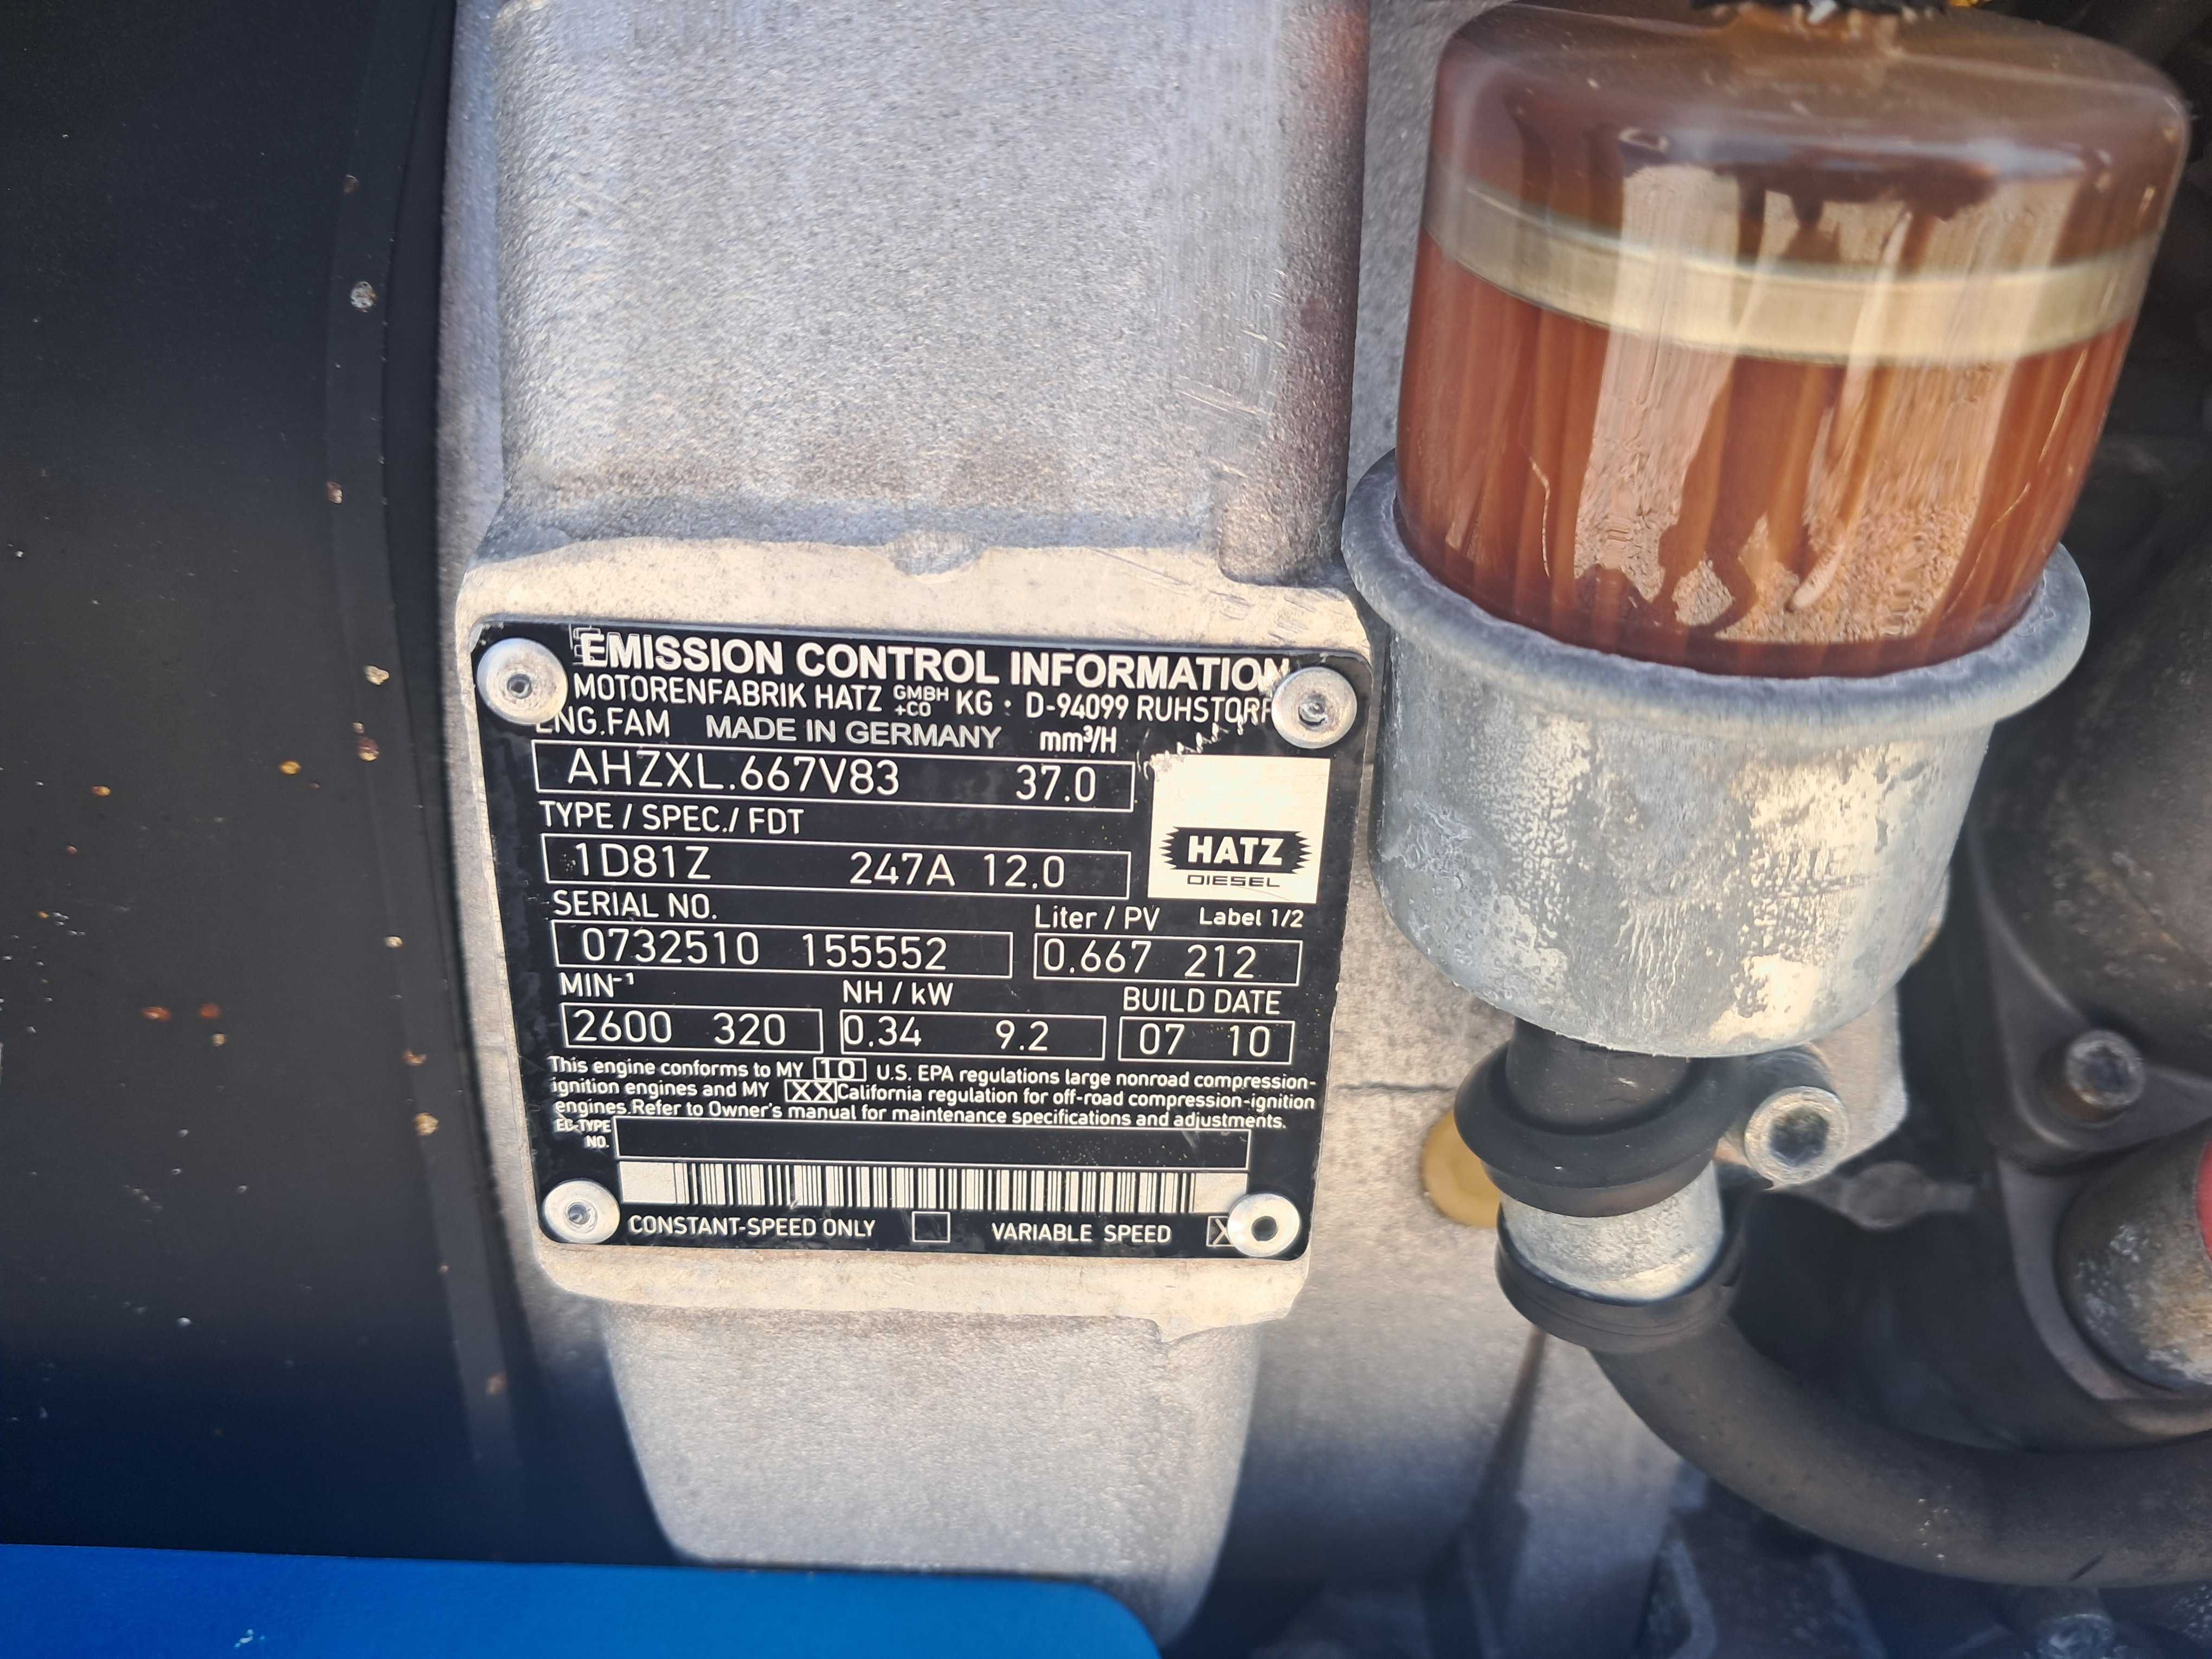 EMISSION CONTROL INFORMATION
MOTORENFABRIK HATZ GMBH +CO KG · D-94099 RUHSTORF
ENG.FAM MADE IN GERMANY mm³/H
AHZXL.667V83 37.0
TYPE / SPEC./ FDT
1D81Z 247A 12.0
HATZ
DIESEL
SERIAL NO. Liter / PV Label 1/2
0732510 155552 0.667 212
MIN⁻¹ NH / kW BUILD DATE
2600 320 0.34 9.2 07 10
This engine conforms to MY 10 U.S. EPA regulations large nonroad compression-
ignition engines and MY XX California regulation for off-road compression-ignition
engines.Refer to Owner's manual for maintenance specifications and adjustments.
EC-TYPE
NO.
CONSTANT-SPEED ONLY VARIABLE SPEED X